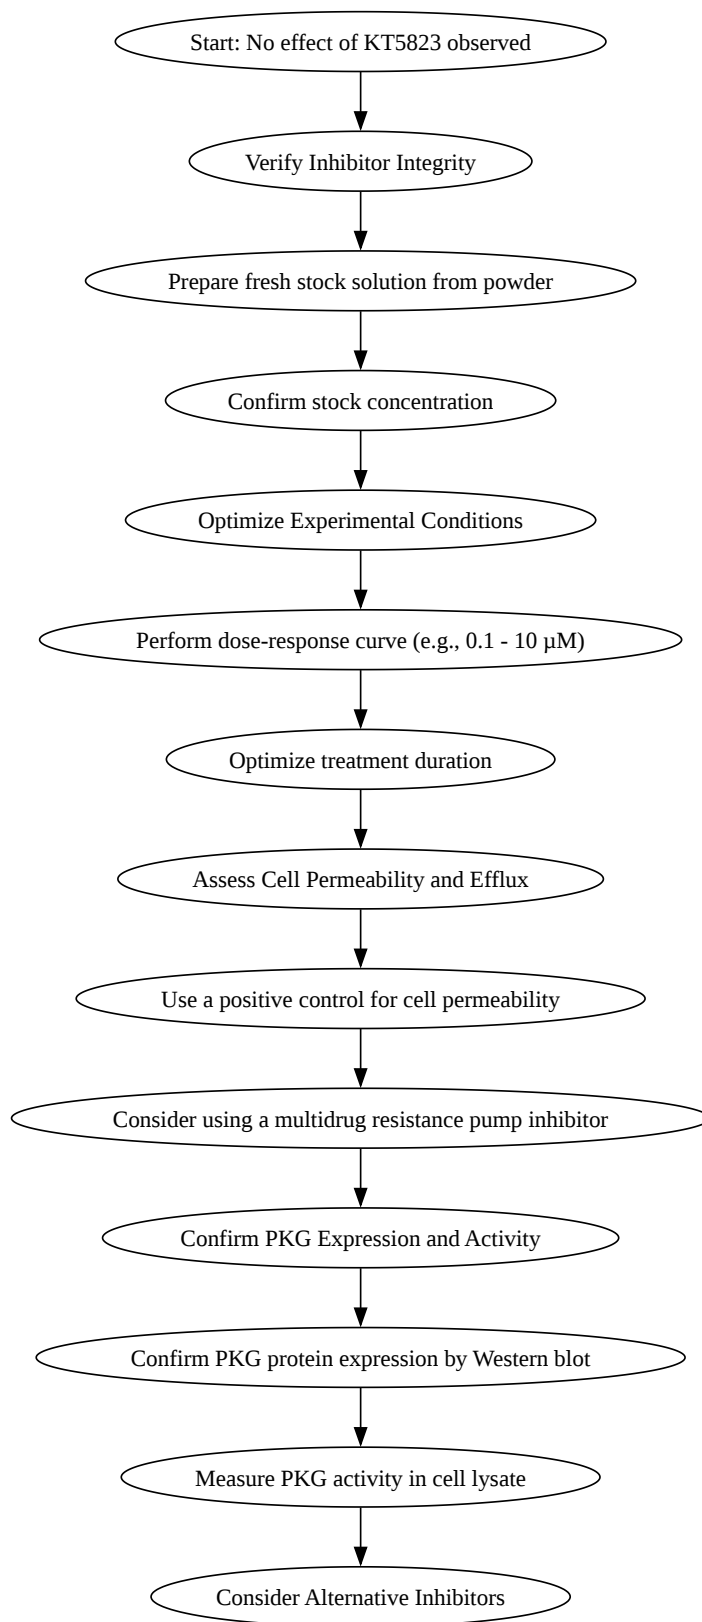 Start: No effect of KT5823 observed
Verify Inhibitor Integrity
Prepare fresh stock solution from powder
Confirm stock concentration
Optimize Experimental Conditions
Perform dose-response curve (e.g., 0.1 - 10 µM)
Optimize treatment duration
Assess Cell Permeability and Efflux
Use a positive control for cell permeability
Consider using a multidrug resistance pump inhibitor
Confirm PKG Expression and Activity
Confirm PKG protein expression by Western blot
Measure PKG activity in cell lysate
Consider Alternative Inhibitors